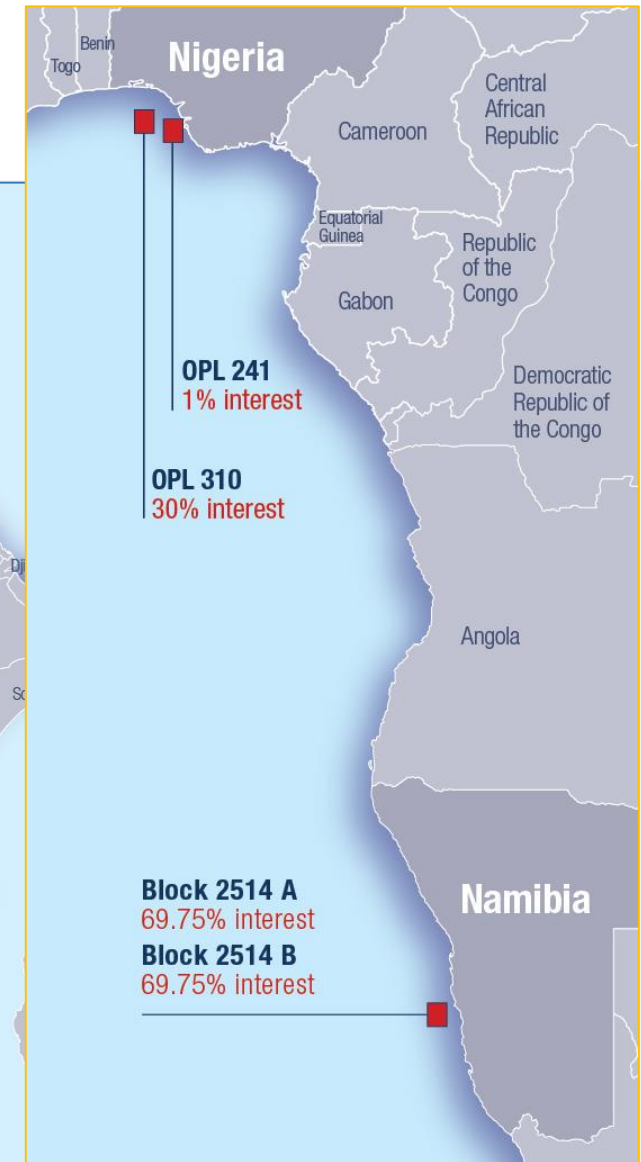 Benin
Togo
Nigeria
Central
African
Republic
Cameroon
Equatorial
Guinea
Republic
of the
Congo
Gabon
OPL 241
1% interest
Democratic
Republic of
the Congo
OPL 310
30% interest
Angola
Block 2514 A
69.75% interest
Block 2514 B
69.75% interest
Namibia